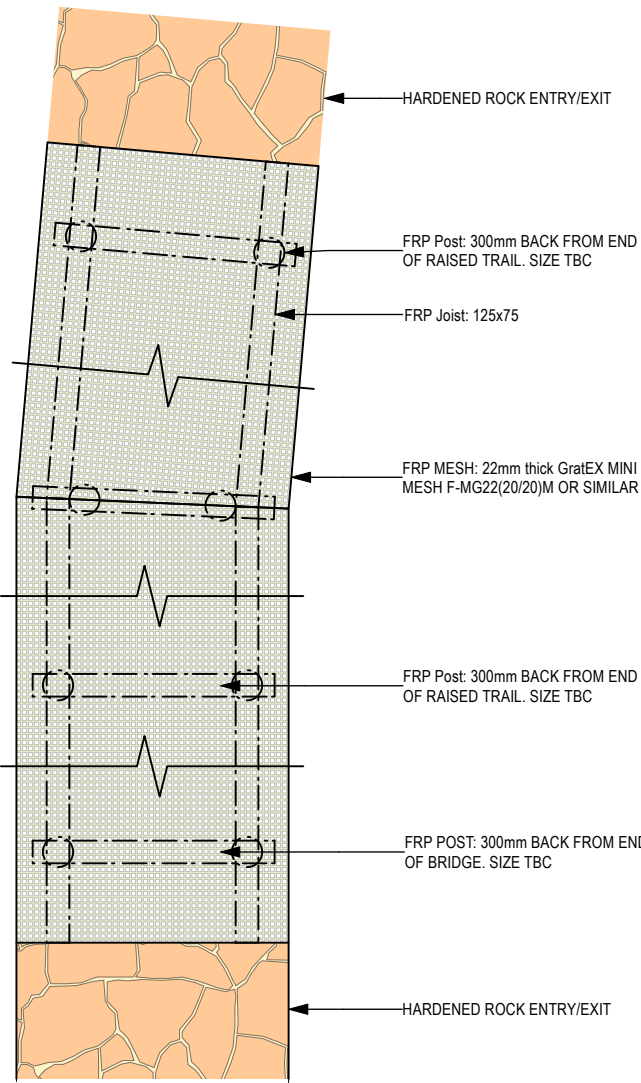 HARDENED ROCK ENTRY/EXIT
FRP Post: 300mm BACK FROM END
OF RAISED TRAIL. SIZE TBC
FRP Joist: 125x75
FRP MESH: 22mm thick GratEX MINI
MESH F-MG22(20/20)M OR SIMILAR
FRP Post: 300mm BACK FROM END
OF RAISED TRAIL. SIZE TBC
FRP POST: 300mm BACK FROM END
OF BRIDGE. SIZE TBC
HARDENED ROCK ENTRY/EXIT